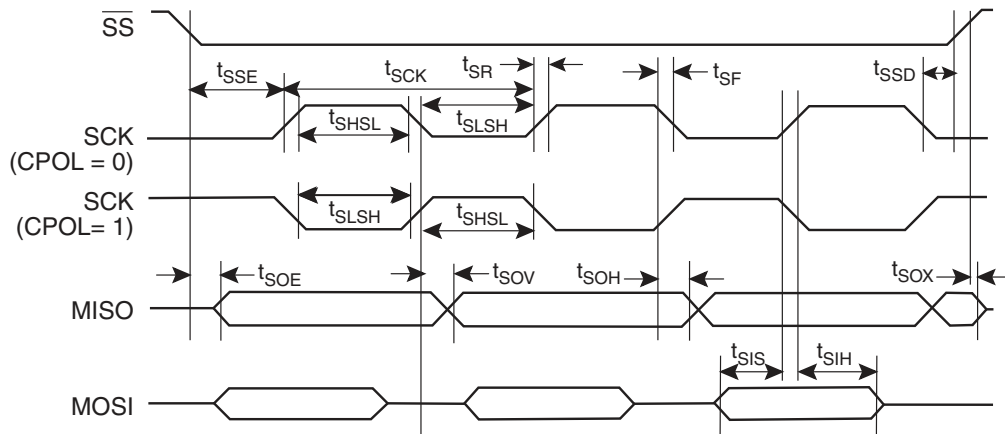 SS
tSSE
tSCK
tSR
tSF
tSSD
tSHSL
tSLSH
SCK
(CPOL = 0)
SCK
(CPOL= 1)
tSLSH
tSHSL
tSOE
tSOV
tSOH
tSOX
MISO
tSIS
tSIH
MOSI